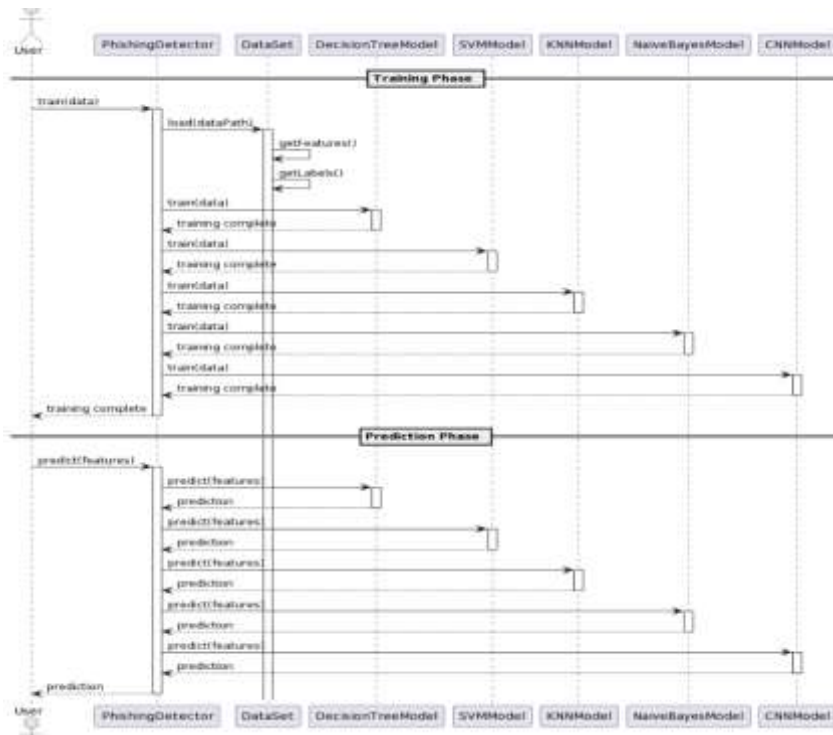 User PhishingDetector DataSet DecisionTreeModel SVMModel KNNModel NaiveBayesModel CNNModel
Training Phase
train(data)
load(dataPath)
getFeatures()
getLabels()
train(data)
training complete
train(data)
training complete
train(data)
training complete
train(data)
training complete
train(data)
training complete
training complete
Prediction Phase
predict(features)
predict(features)
prediction
predict(features)
prediction
predict(features)
prediction
predict(features)
prediction
predict(features)
prediction
prediction
User PhishingDetector DataSet DecisionTreeModel SVMModel KNNModel NaiveBayesModel CNNModel